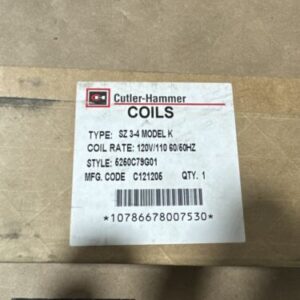 Cutler-Hammer
COILS
TYPE: SZ 3-4 MODEL K
COIL RATE: 120V/110 60/50HZ
STYLE: 5250C79G01
MFG. CODE C121205 QTY. 1
*10786678007530*